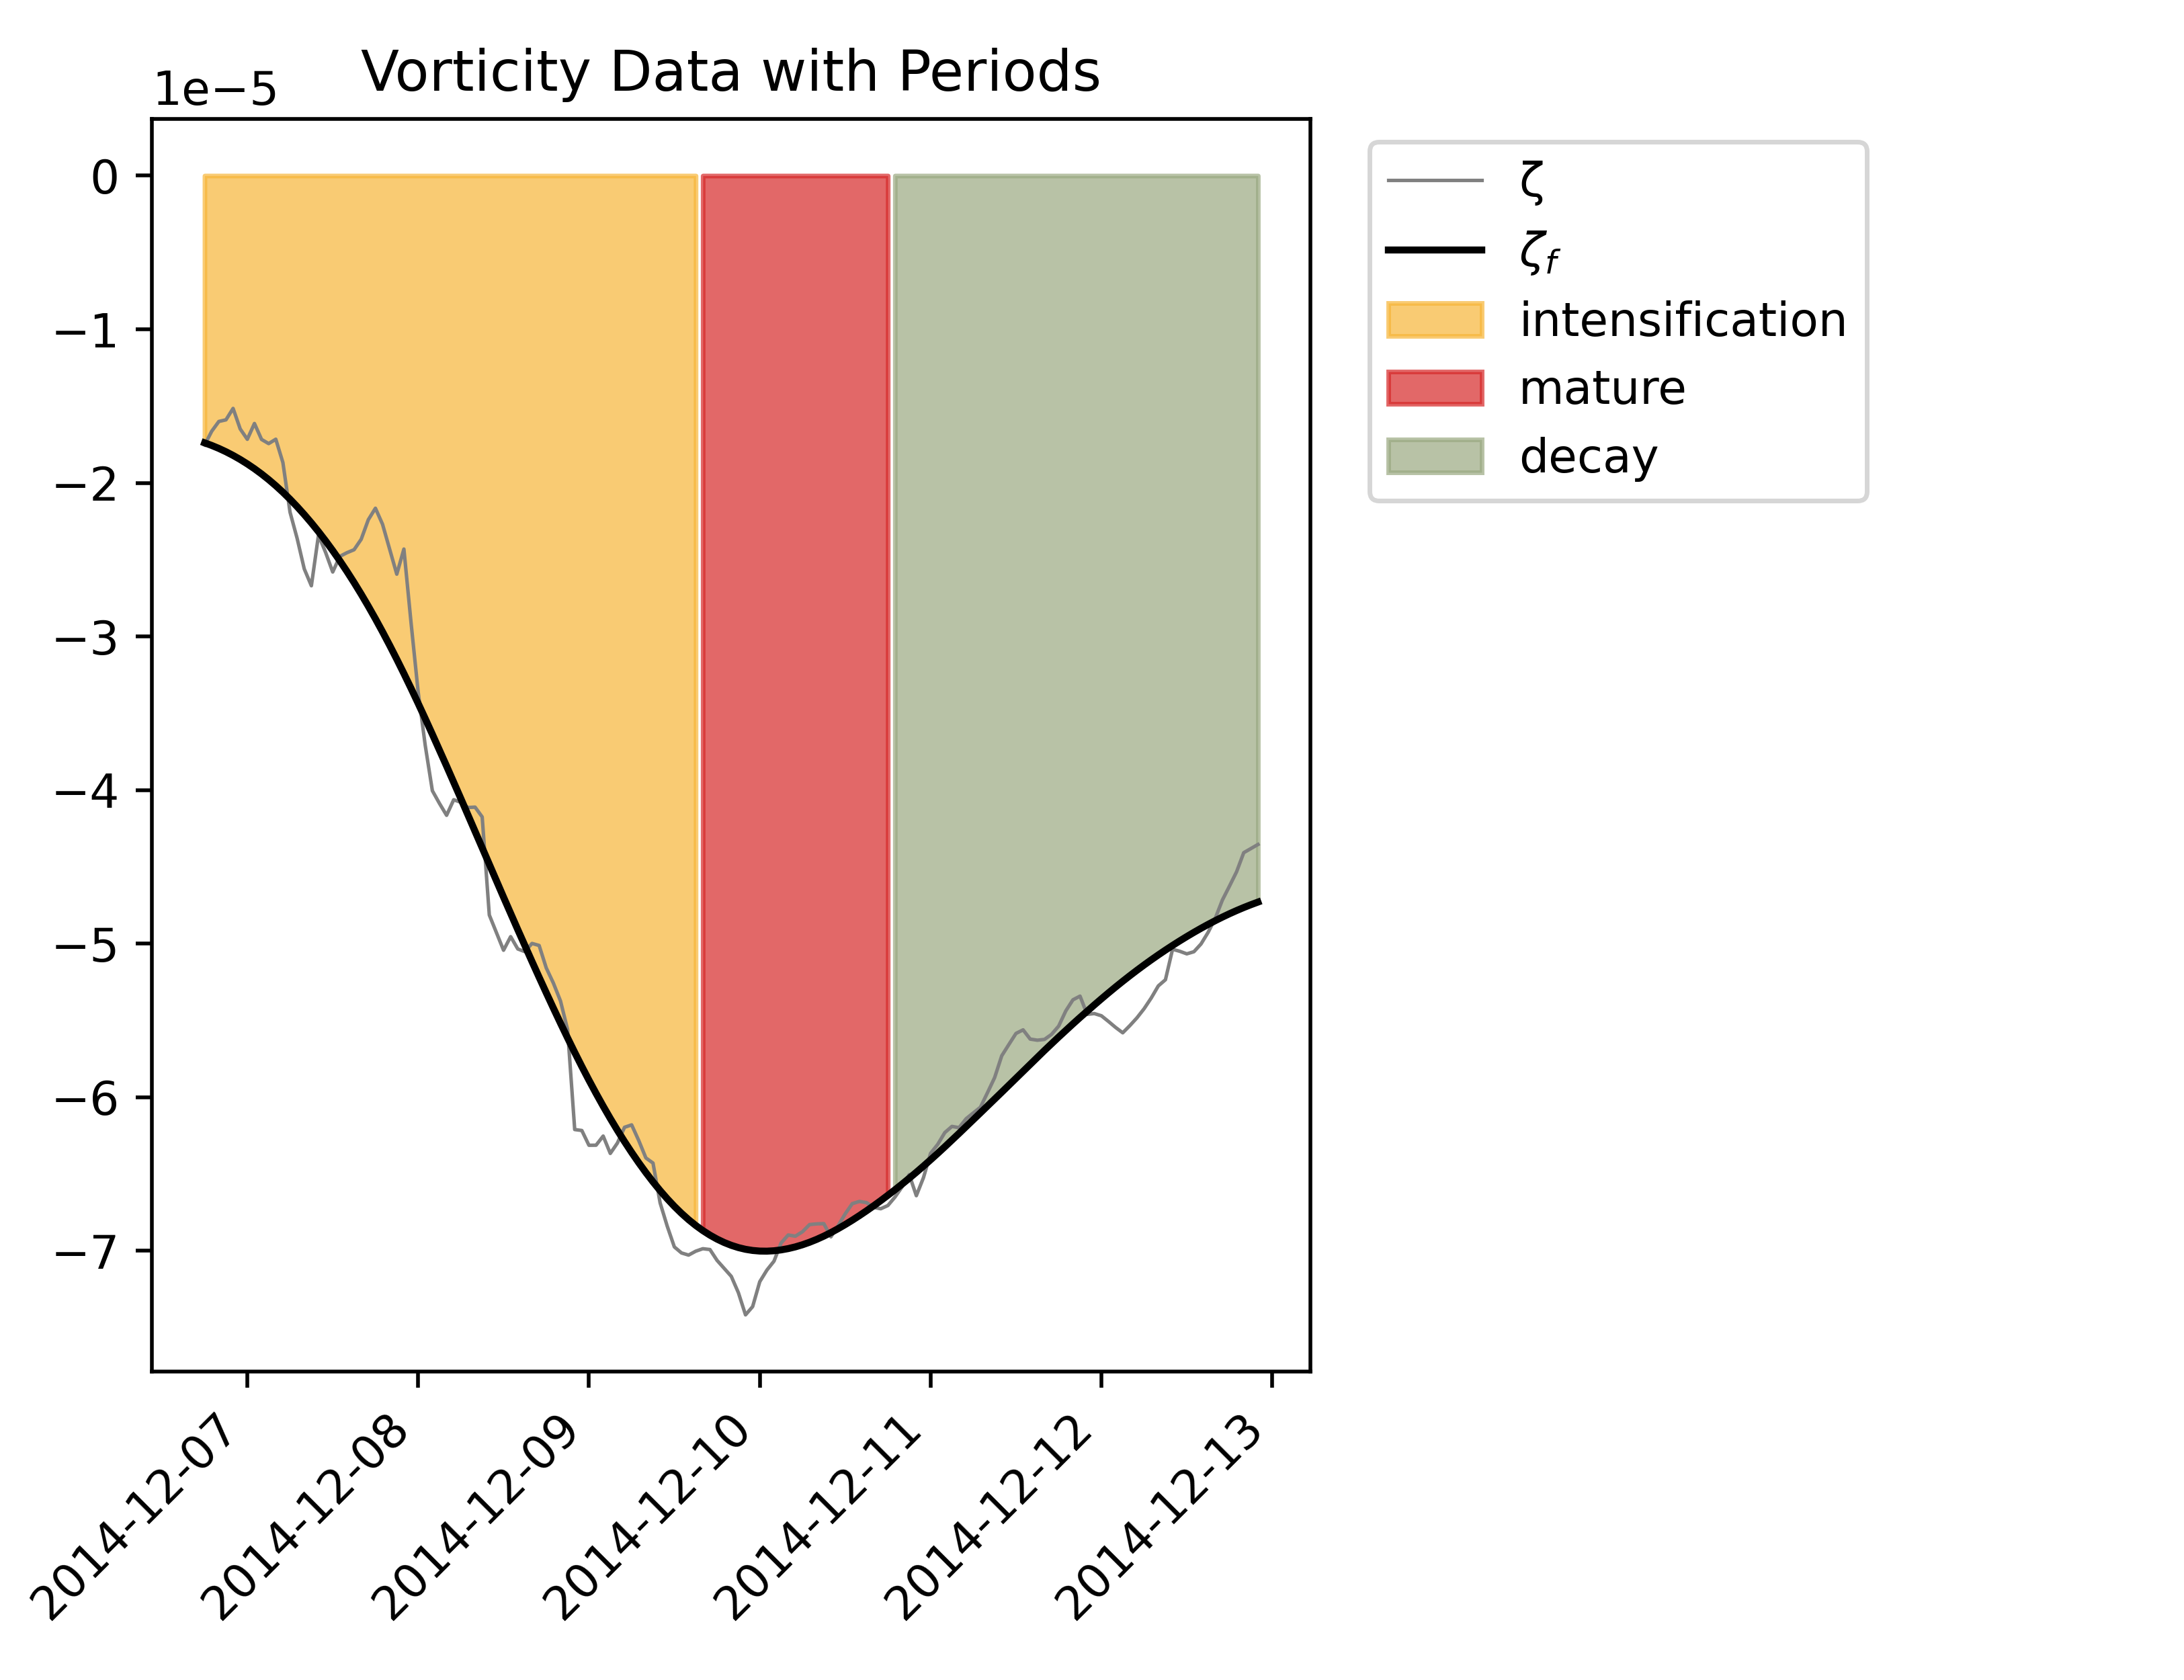 Vorticity Data with Periods
1e−5
0
−1
−2
−3
−4
−5
−6
−7
2014-12-07
2014-12-08
2014-12-09
2014-12-10
2014-12-11
2014-12-12
2014-12-13
ζ
ζf
intensification
mature
decay